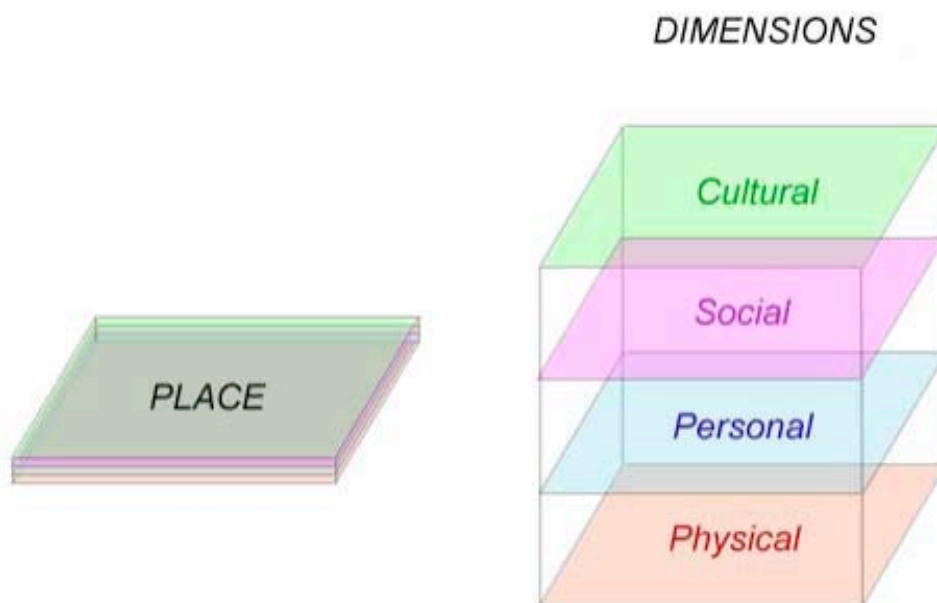 DIMENSIONS
Cultural
Social
PLACE
Personal
Physical